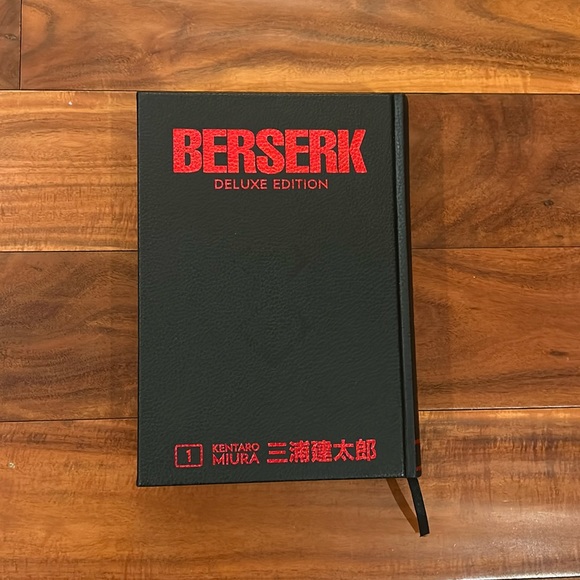 BERSERK
DELUXE EDITION
1 KENTARO MIURA 三浦建太郎